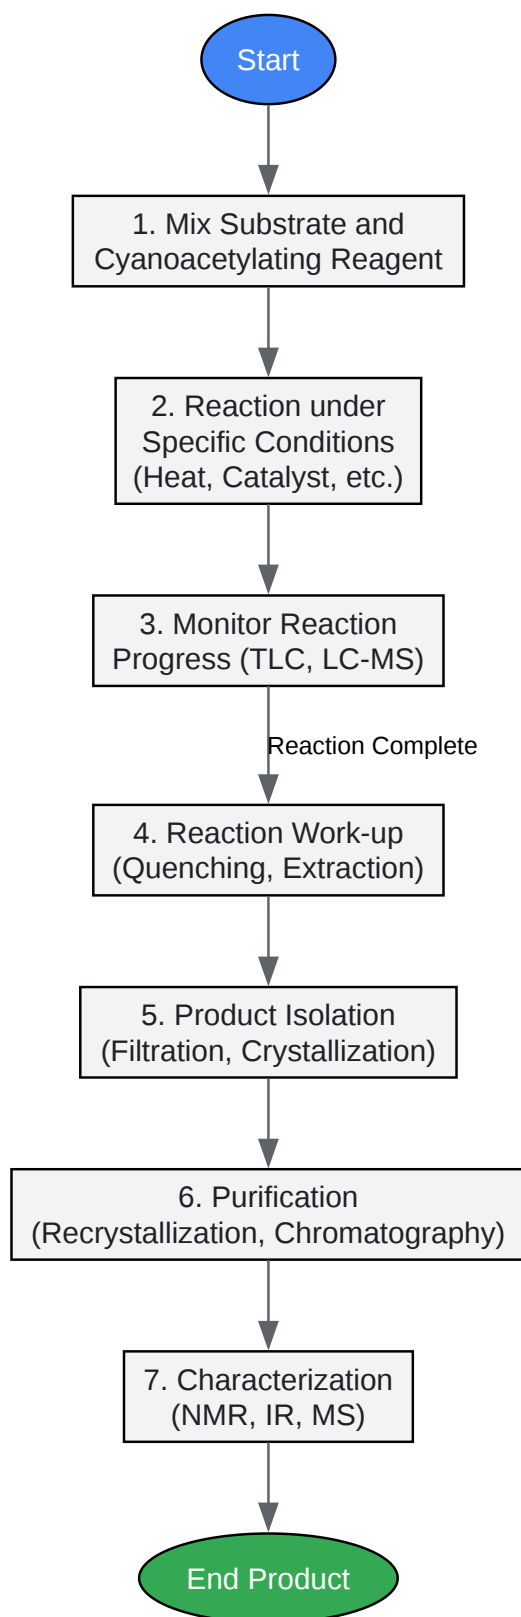 Start
1. Mix Substrate and
Cyanoacetylating Reagent
2. Reaction under
Specific Conditions
(Heat, Catalyst, etc.)
3. Monitor Reaction
Progress (TLC, LC-MS)
Reaction Complete
4. Reaction Work-up
(Quenching, Extraction)
5. Product Isolation
(Filtration, Crystallization)
6. Purification
(Recrystallization, Chromatography)
7. Characterization
(NMR, IR, MS)
End Product